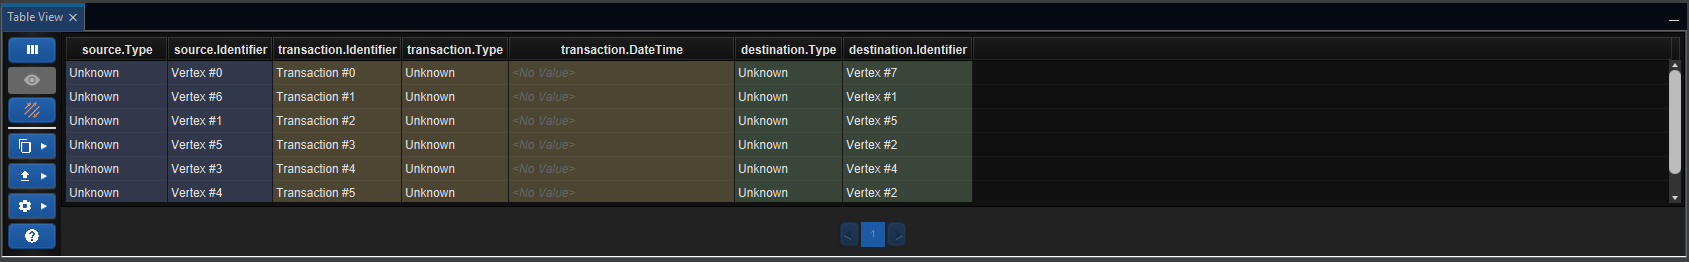 Table View
source.Type source.Identifier transaction.Identifier transaction.Type transaction.DateTime destination.Type destination.Identifier
Unknown Vertex #0 Transaction #0 Unknown <No Value> Unknown Vertex #7
Unknown Vertex #6 Transaction #1 Unknown <No Value> Unknown Vertex #1
Unknown Vertex #1 Transaction #2 Unknown <No Value> Unknown Vertex #5
Unknown Vertex #5 Transaction #3 Unknown <No Value> Unknown Vertex #2
Unknown Vertex #3 Transaction #4 Unknown <No Value> Unknown Vertex #4
Unknown Vertex #4 Transaction #5 Unknown <No Value> Unknown Vertex #2
< 1 >